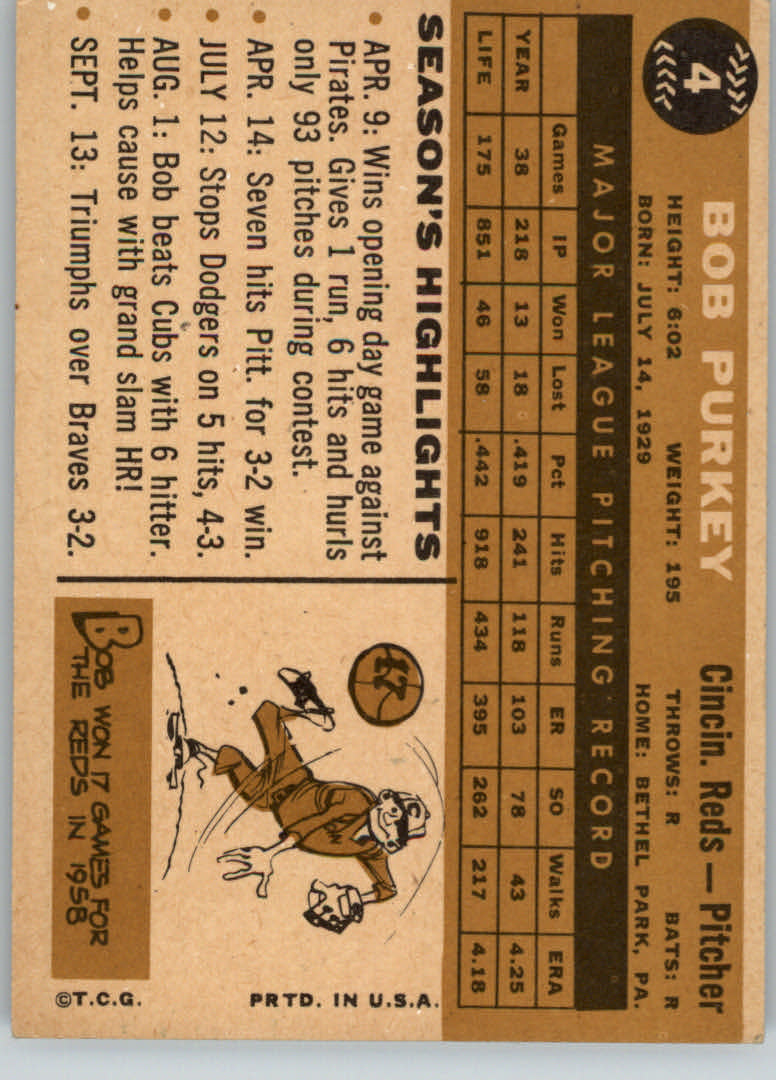 4
BOB PURKEY
Cincin. Reds — Pitcher
HEIGHT: 6:02 WEIGHT: 195 THROWS: R BATS: R
BORN: JULY 14, 1929 HOME: BETHEL PARK, PA.
MAJOR LEAGUE PITCHING RECORD
Games IP Won Lost Pct Hits Runs ER SO Walks ERA
YEAR 38 218 13 18 .419 241 118 103 78 43 4.25
LIFE 175 851 46 58 .442 918 434 395 262 217 4.18
SEASON'S HIGHLIGHTS
• APR. 9: Wins opening day game against
Pirates. Gives 1 run, 6 hits and hurls
only 93 pitches during contest.
• APR. 14: Seven hits Pitt. for 3-2 win.
• JULY 12: Stops Dodgers on 5 hits, 4-3.
• AUG. 1: Bob beats Cubs with 6 hitter.
Helps cause with grand slam HR!
• SEPT. 13: Triumphs over Braves 3-2.
17
C
BOB WON 17 GAMES FOR
THE REDS IN 1958
©T.C.G. PRTD. IN U.S.A.